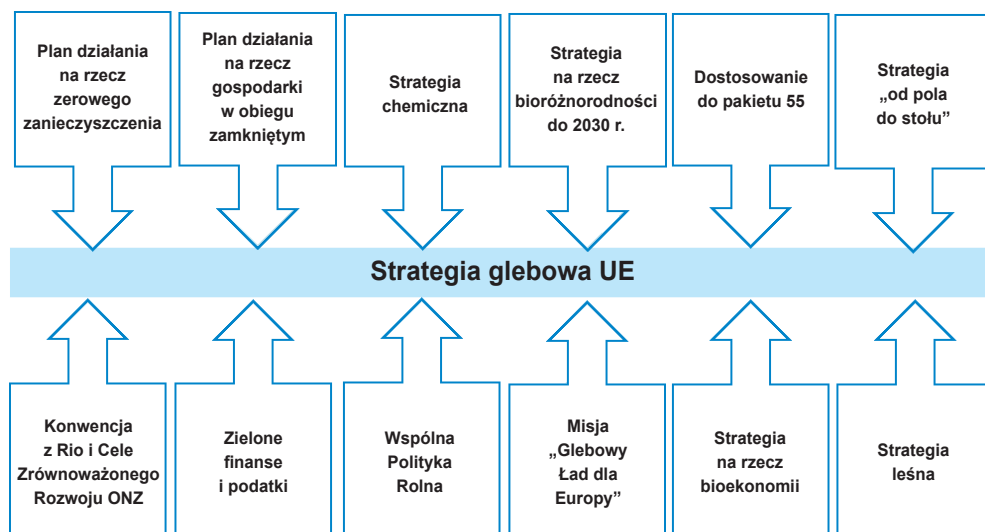 Plan działania
na rzecz
zerowego
zanieczyszczenia
Plan działania
na rzecz
gospodarki
w obiegu
zamkniętym
Strategia
chemiczna
Strategia
na rzecz
bioróżnorodności
do 2030 r.
Dostosowanie
do pakietu 55
Strategia
„od pola
do stołu”
Strategia glebowa UE
Konwencja
z Rio i Cele
Zrównoważonego
Rozwoju ONZ
Zielone
finanse
i podatki
Wspólna
Polityka
Rolna
Misja
„Glebowy
Ład dla
Europy”
Strategia
na rzecz
bioekonomii
Strategia
leśna